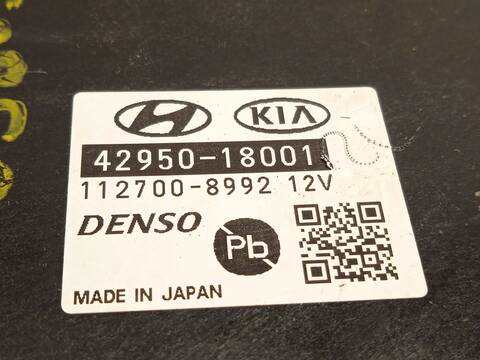 KIA
42950-18001
112700-8992 12V
DENSO
Pb
MADE IN JAPAN